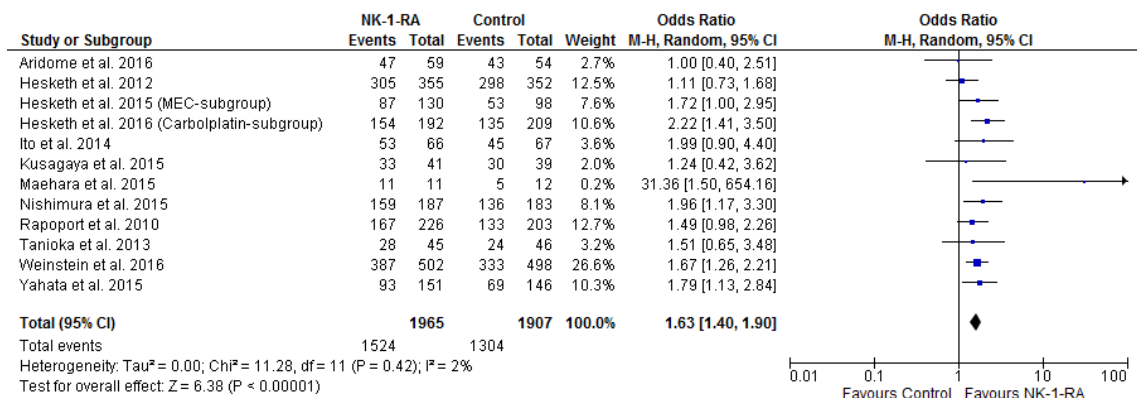 NK-1-RA Control Odds Ratio Odds Ratio
Study or Subgroup Events Total Events Total Weight M-H, Random, 95% CI M-H, Random, 95% CI
Aridome et al. 2016 47 59 43 54 2.7% 1.00 [0.40, 2.51]
Hesketh et al. 2012 305 355 298 352 12.5% 1.11 [0.73, 1.68]
Hesketh et al. 2015 (MEC-subgroup) 87 130 53 98 7.6% 1.72 [1.00, 2.95]
Hesketh et al. 2016 (Carbolplatin-subgroup) 154 192 135 209 10.6% 2.22 [1.41, 3.50]
Ito et al. 2014 53 66 45 67 3.6% 1.99 [0.90, 4.40]
Kusagaya et al. 2015 33 41 30 39 2.0% 1.24 [0.42, 3.62]
Maehara et al. 2015 11 11 5 12 0.2% 31.36 [1.50, 654.16]
Nishimura et al. 2015 159 187 136 183 8.1% 1.96 [1.17, 3.30]
Rapoport et al. 2010 167 226 133 203 12.7% 1.49 [0.98, 2.26]
Tanioka et al. 2013 28 45 24 46 3.2% 1.51 [0.65, 3.48]
Weinstein et al. 2016 387 502 333 498 26.6% 1.67 [1.26, 2.21]
Yahata et al. 2015 93 151 69 146 10.3% 1.79 [1.13, 2.84]
Total (95% CI) 1965 1907 100.0% 1.63 [1.40, 1.90]
Total events 1524 1304
Heterogeneity: Tau² = 0.00; Chi² = 11.28, df = 11 (P = 0.42); I² = 2%
Test for overall effect: Z = 6.38 (P < 0.00001)
0.01 0.1 1 10 100
Favours Control Favours NK-1-RA